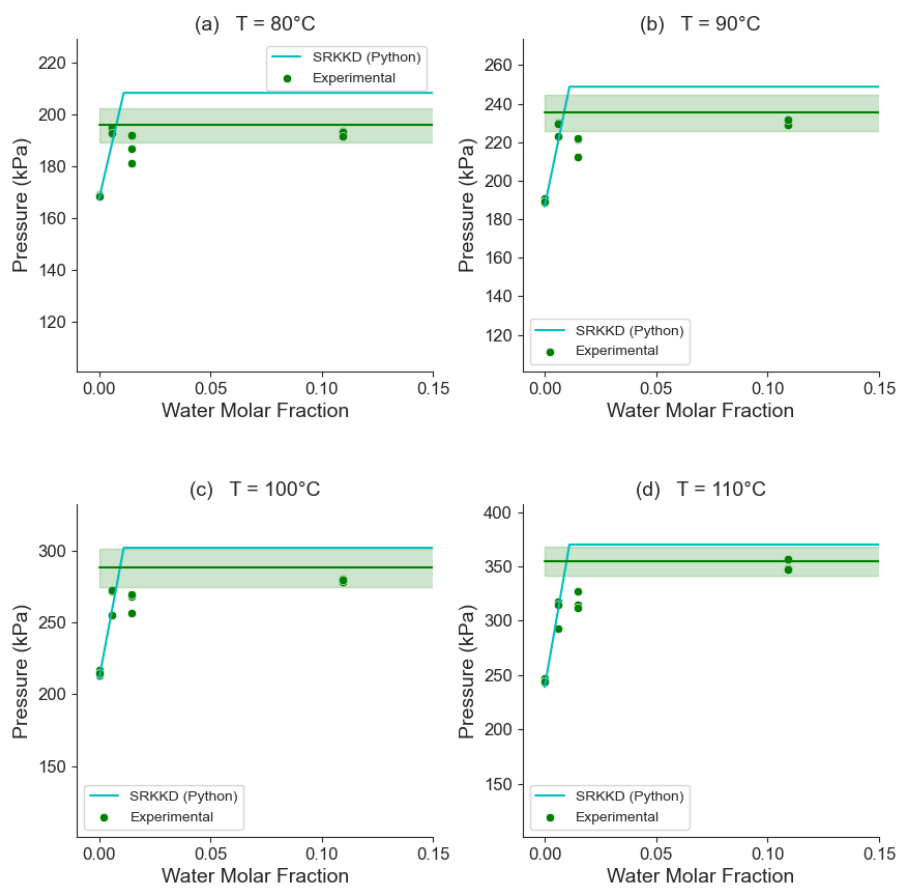 (a)   T = 80°C
220
200
180
160
140
120
Pressure (kPa)
SRKKD (Python)
Experimental
0.00
0.05
0.10
0.15
Water Molar Fraction
(b)   T = 90°C
260
240
220
200
180
160
140
120
Pressure (kPa)
SRKKD (Python)
Experimental
0.00
0.05
0.10
0.15
Water Molar Fraction
(c)   T = 100°C
300
250
200
150
Pressure (kPa)
SRKKD (Python)
Experimental
0.00
0.05
0.10
0.15
Water Molar Fraction
(d)   T = 110°C
400
350
300
250
200
150
Pressure (kPa)
SRKKD (Python)
Experimental
0.00
0.05
0.10
0.15
Water Molar Fraction